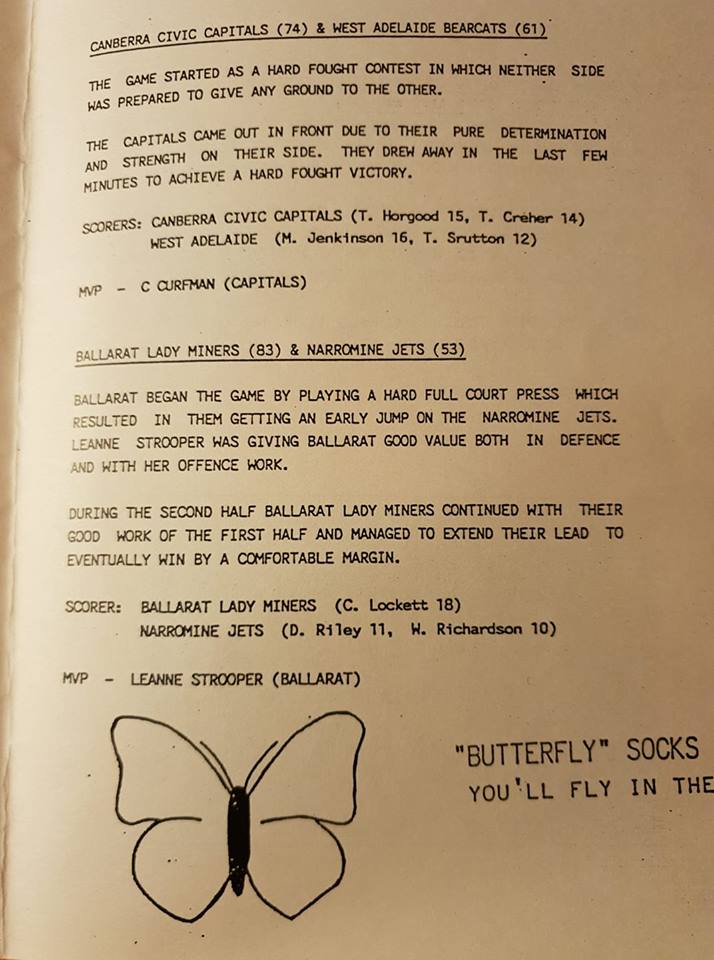 CANBERRA CIVIC CAPITALS (74) & WEST ADELAIDE BEARCATS (61)
THE GAME STARTED AS A HARD FOUGHT CONTEST IN WHICH NEITHER SIDE
WAS PREPARED TO GIVE ANY GROUND TO THE OTHER.
THE CAPITALS CAME OUT IN FRONT DUE TO THEIR PURE DETERMINATION
AND STRENGTH ON THEIR SIDE. THEY DREW AWAY IN THE LAST FEW
MINUTES TO ACHIEVE A HARD FOUGHT VICTORY.
SCORERS: CANBERRA CIVIC CAPITALS (T. Horgood 15, T. Creher 14)
WEST ADELAIDE (M. Jenkinson 16, T. Srutton 12)
MVP - C CURFMAN (CAPITALS)
BALLARAT LADY MINERS (83) & NARROMINE JETS (53)
BALLARAT BEGAN THE GAME BY PLAYING A HARD FULL COURT PRESS WHICH
RESULTED IN THEM GETTING AN EARLY JUMP ON THE NARROMINE JETS.
LEANNE STROOPER WAS GIVING BALLARAT GOOD VALUE BOTH IN DEFENCE
AND WITH HER OFFENCE WORK.
DURING THE SECOND HALF BALLARAT LADY MINERS CONTINUED WITH THEIR
GOOD WORK OF THE FIRST HALF AND MANAGED TO EXTEND THEIR LEAD TO
EVENTUALLY WIN BY A COMFORTABLE MARGIN.
SCORER: BALLARAT LADY MINERS (C. Lockett 18)
NARROMINE JETS (D. Riley 11, W. Richardson 10)
MVP - LEANNE STROOPER (BALLARAT)
"BUTTERFLY" SOCKS
YOU'LL FLY IN THE